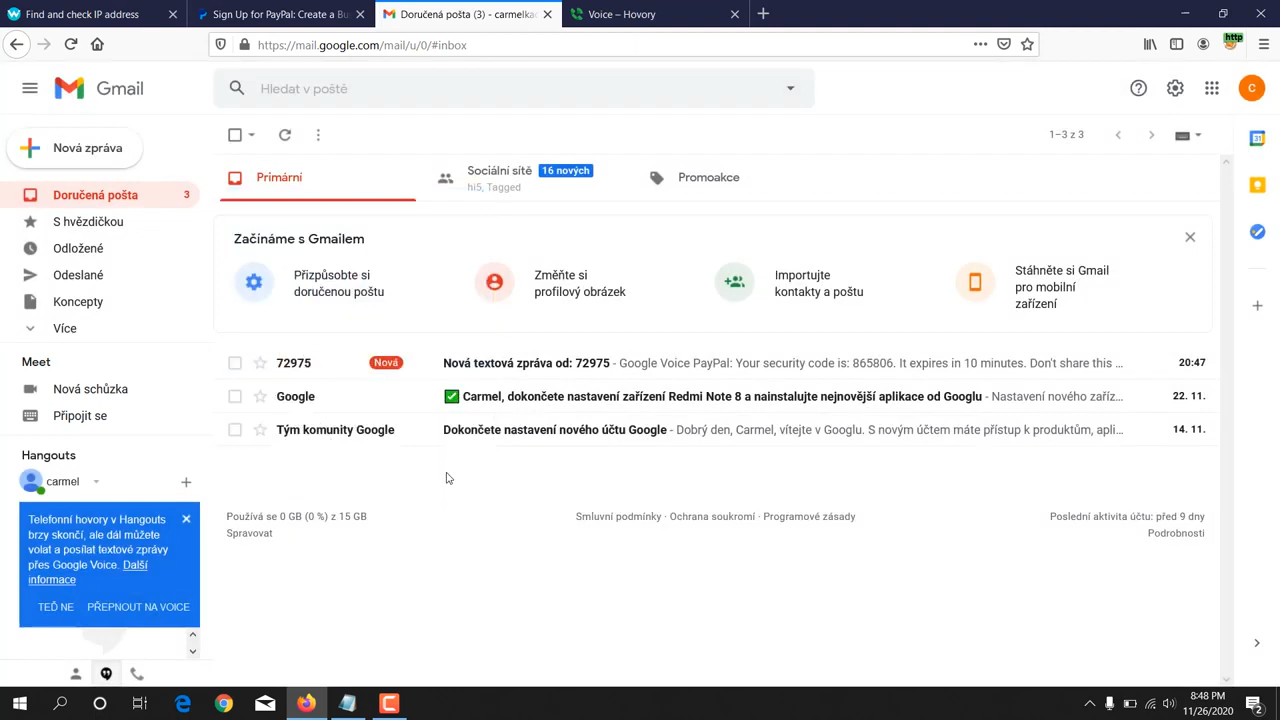 Find and check IP address
Sign Up for PayPal: Create a Bu
Doručená pošta (3) - carmelka
Voice – Hovory
https://mail.google.com/mail/u/0/#inbox
http
Gmail
Hledat v poště
C
Nová zpráva
1–3 z 3
31
Primární
Sociální sítě
16 nových
hi5, Tagged
Promoakce
Doručená pošta
3
S hvězdičkou
Odložené
Odeslané
Koncepty
Více
Začínáme s Gmailem
Přizpůsobte si
doručenou poštu
Změňte si
profilový obrázek
Importujte
kontakty a poštu
Stáhněte si Gmail
pro mobilní
zařízení
72975
Nová
Nová textová zpráva od: 72975 - Google Voice PayPal: Your security code is: 865806. It expires in 10 minutes. Don't share this ...
20:47
Google
✅ Carmel, dokončete nastavení zařízení Redmi Note 8 a nainstalujte nejnovější aplikace od Googlu - Nastavení nového zaříz...
22. 11.
Tým komunity Google
Dokončete nastavení nového účtu Google - Dobrý den, Carmel, vítejte v Googlu. S novým účtem máte přístup k produktům, apli...
14. 11.
Meet
Nová schůzka
Připojit se
Hangouts
carmel
Telefonní hovory v Hangouts
brzy skončí, ale dál můžete
volat a posílat textové zprávy
přes Google Voice. Další
informace
TEĎ NE
PŘEPNOUT NA VOICE
Používá se 0 GB (0 %) z 15 GB
Spravovat
Smluvní podmínky · Ochrana soukromí · Programové zásady
Poslední aktivita účtu: před 9 dny
Podrobnosti
8:48 PM
11/26/2020
2